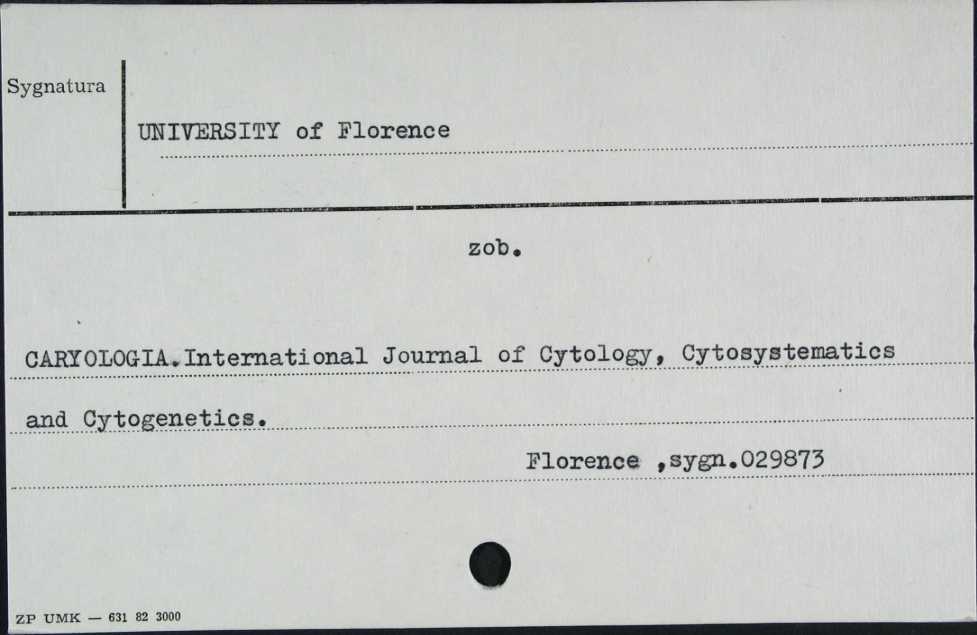 Sygnatura
UNIVERSITY of Florence
zob.
CARYOLOGIA.International Journal of Cytology, Cytosystematics
and Cytogenetics.
Florence ,sygn.029873
ZP UMK — 631 82 3000